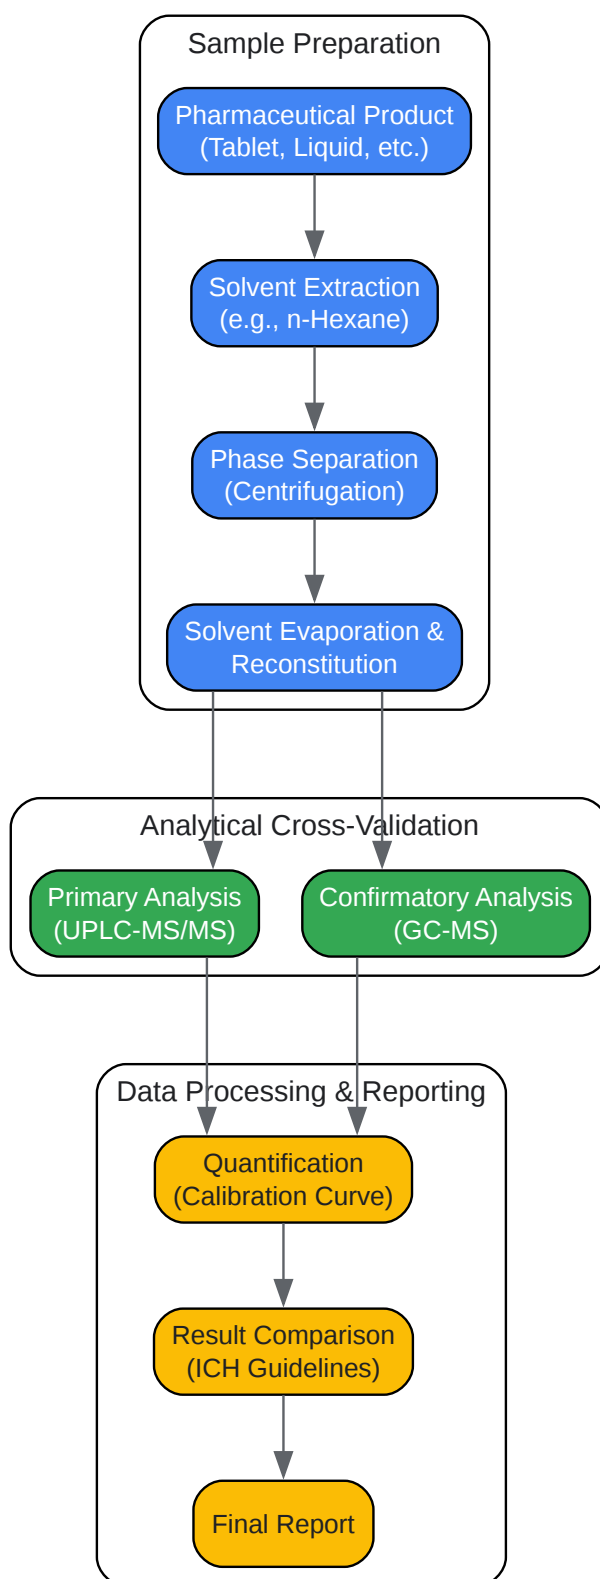 Sample Preparation
Pharmaceutical Product
(Tablet, Liquid, etc.)
Solvent Extraction
(e.g., n-Hexane)
Phase Separation
(Centrifugation)
Solvent Evaporation &
Reconstitution
Analytical Cross-Validation
Primary Analysis
(UPLC-MS/MS)
Confirmatory Analysis
(GC-MS)
Data Processing & Reporting
Quantification
(Calibration Curve)
Result Comparison
(ICH Guidelines)
Final Report